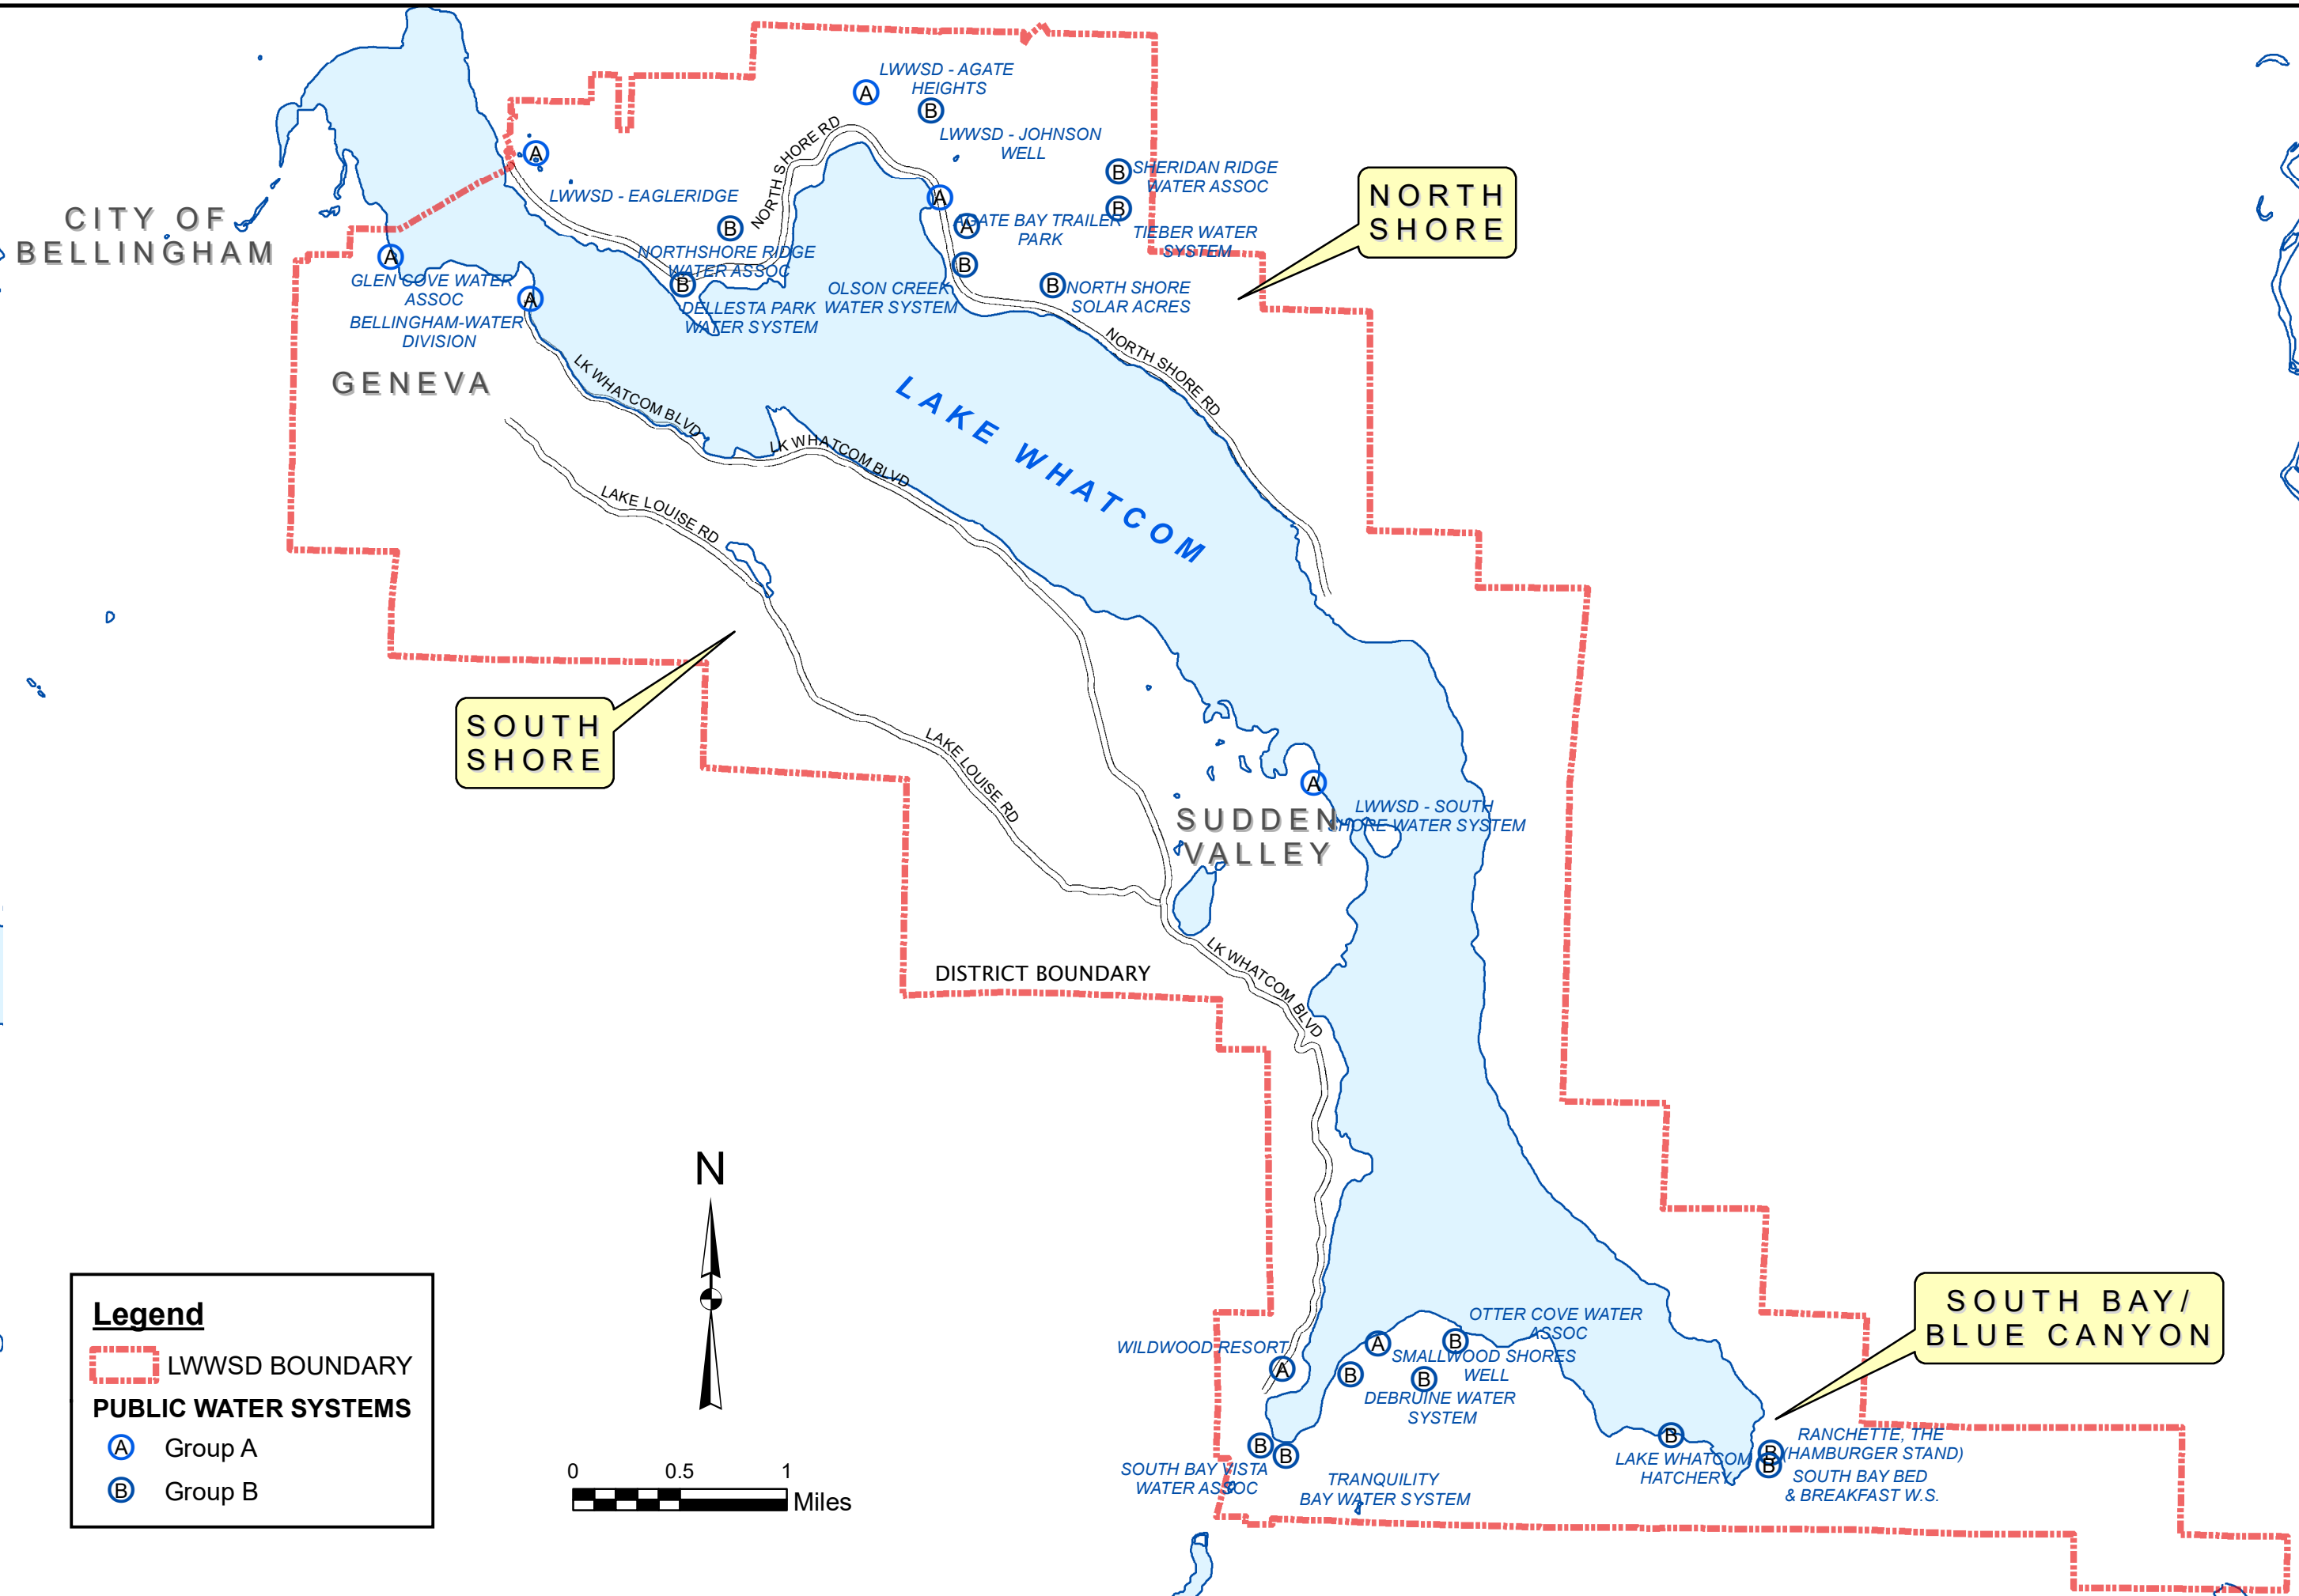 LWWSD - AGATE
HEIGHTS
A
B
LWWSD - JOHNSON
WELL
NORTH SHORE RD
A
LWWSD - EAGLERIDGE
B
SHERIDAN RIDGE
WATER ASSOC
B
TIEBER WATER
SYSTEM
NORTH
SHORE
A
A
AGATE BAY TRAILER
PARK
CITY OF
BELLINGHAM
B
NORTHSHORE RIDGE
WATER ASSOC
A
GLEN COVE WATER
ASSOC
A
BELLINGHAM-WATER
DIVISION
B
DELLESTA PARK
WATER SYSTEM
B
OLSON CREEK
WATER SYSTEM
B
NORTH SHORE
SOLAR ACRES
NORTH SHORE RD
GENEVA
LK WHATCOM BLVD
LK WHATCOM BLVD
LAKE WHATCOM
LAKE LOUISE RD
SOUTH
SHORE
LAKE LOUISE RD
A
LWWSD - SOUTH
SHORE WATER SYSTEM
SUDDEN
VALLEY
DISTRICT BOUNDARY
LK WHATCOM BLVD
N
0 0.5 1
Miles
Legend
LWWSD BOUNDARY
PUBLIC WATER SYSTEMS
A Group A
B Group B
SOUTH BAY/
BLUE CANYON
OTTER COVE WATER
ASSOC
WILDWOOD RESORT
A
A
B
SMALLWOOD SHORES
WELL
B
B
DEBRUINE WATER
SYSTEM
B
B
SOUTH BAY VISTA
WATER ASSOC
TRANQUILITY
BAY WATER SYSTEM
B
LAKE WHATCOM
HATCHERY
B
RANCHETTE, THE
(HAMBURGER STAND)
B
SOUTH BAY BED
& BREAKFAST W.S.